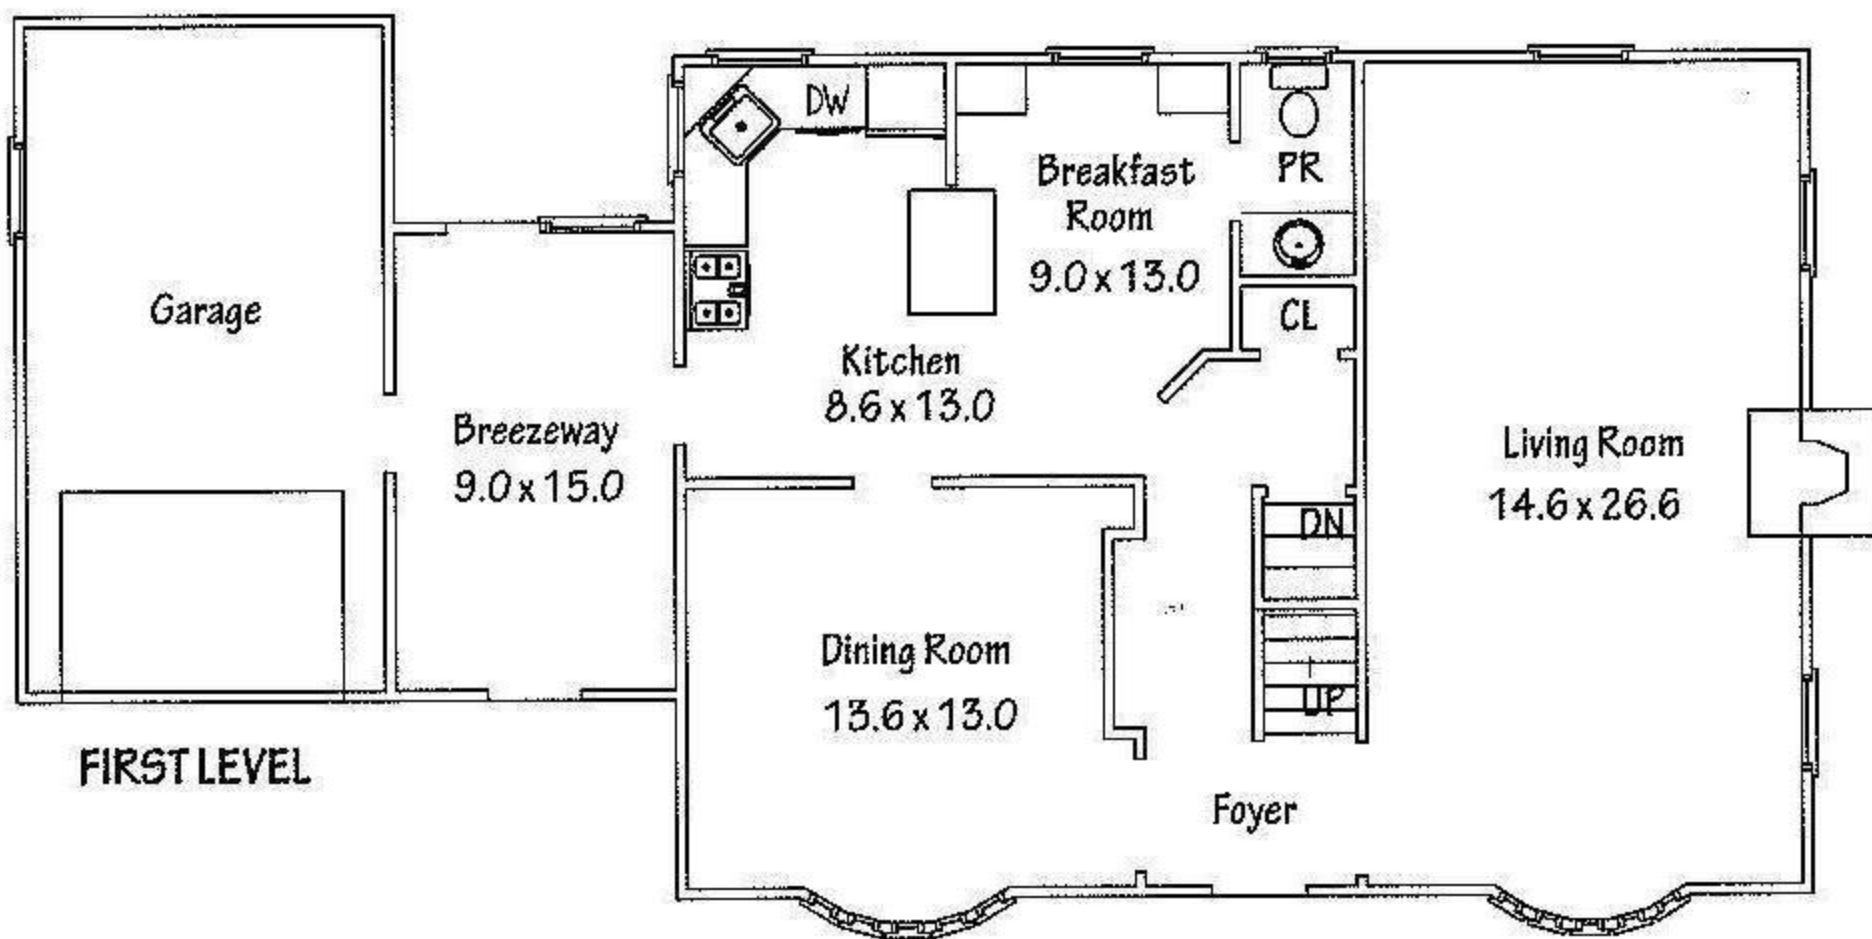 Garage
Breezeway
9.0 x 15.0
DW
Kitchen
8.6 x 13.0
Breakfast
Room
9.0 x 13.0
PR
CL
Living Room
14.6 x 26.6
DN
UP
Dining Room
13.6 x 13.0
Foyer
FIRST LEVEL